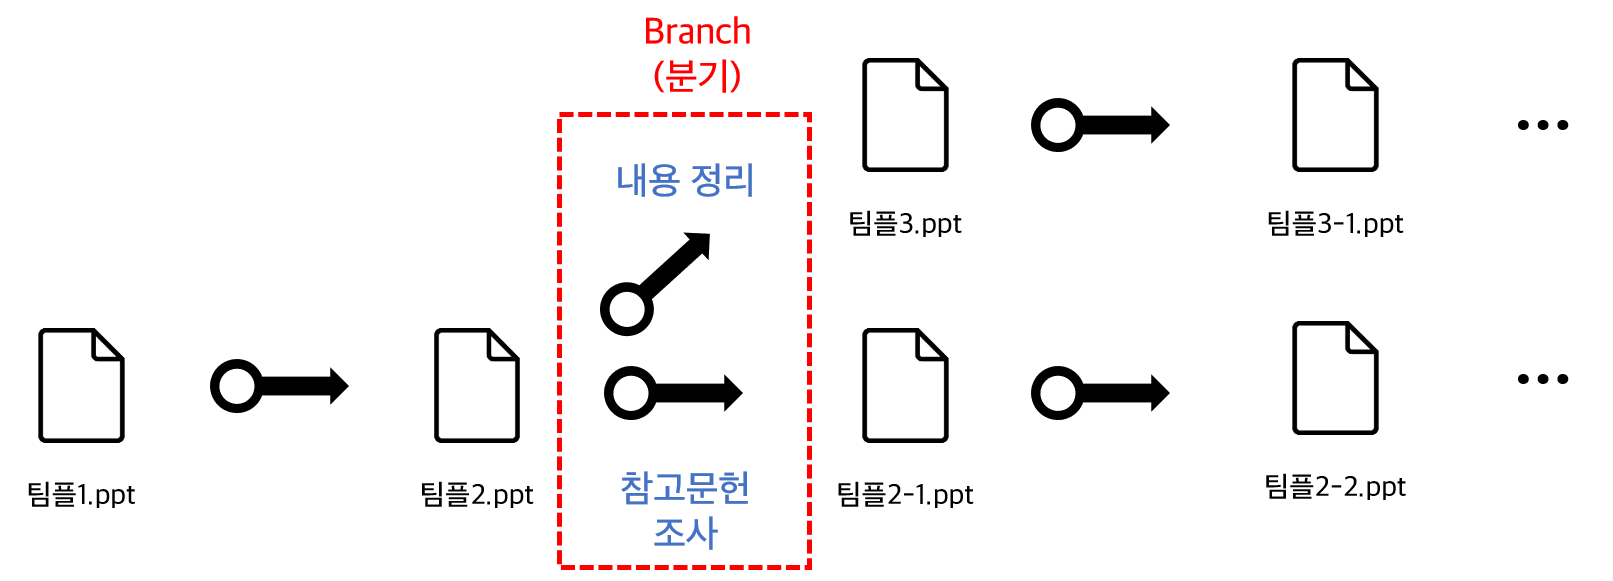 Branch
(분기)
내용 정리
팀플3.ppt
팀플3-1.ppt
팀플1.ppt
팀플2.ppt
참고문헌
조사
팀플2-1.ppt
팀플2-2.ppt